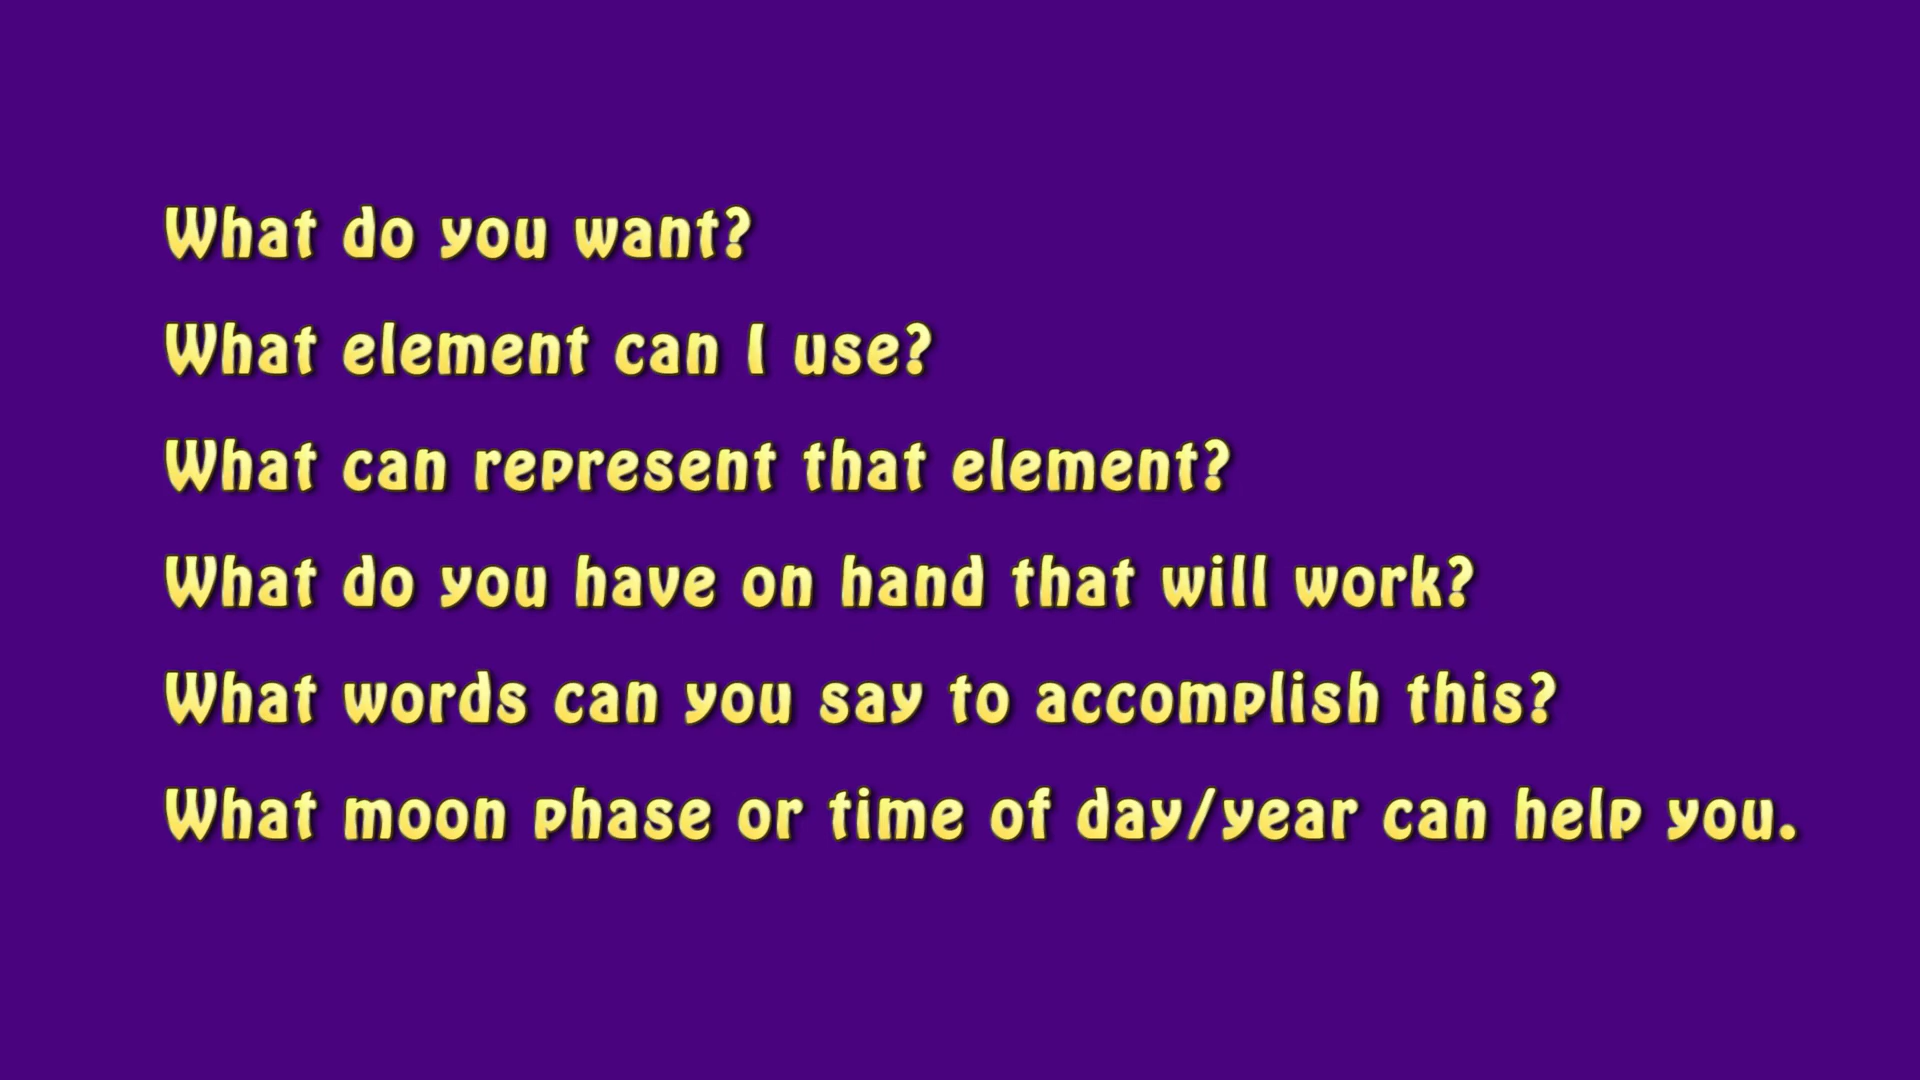 What do you want?
What element can I use?
What can represent that element?
What do you have on hand that will work?
What words can you say to accomplish this?
What moon phase or time of day/year can help you.